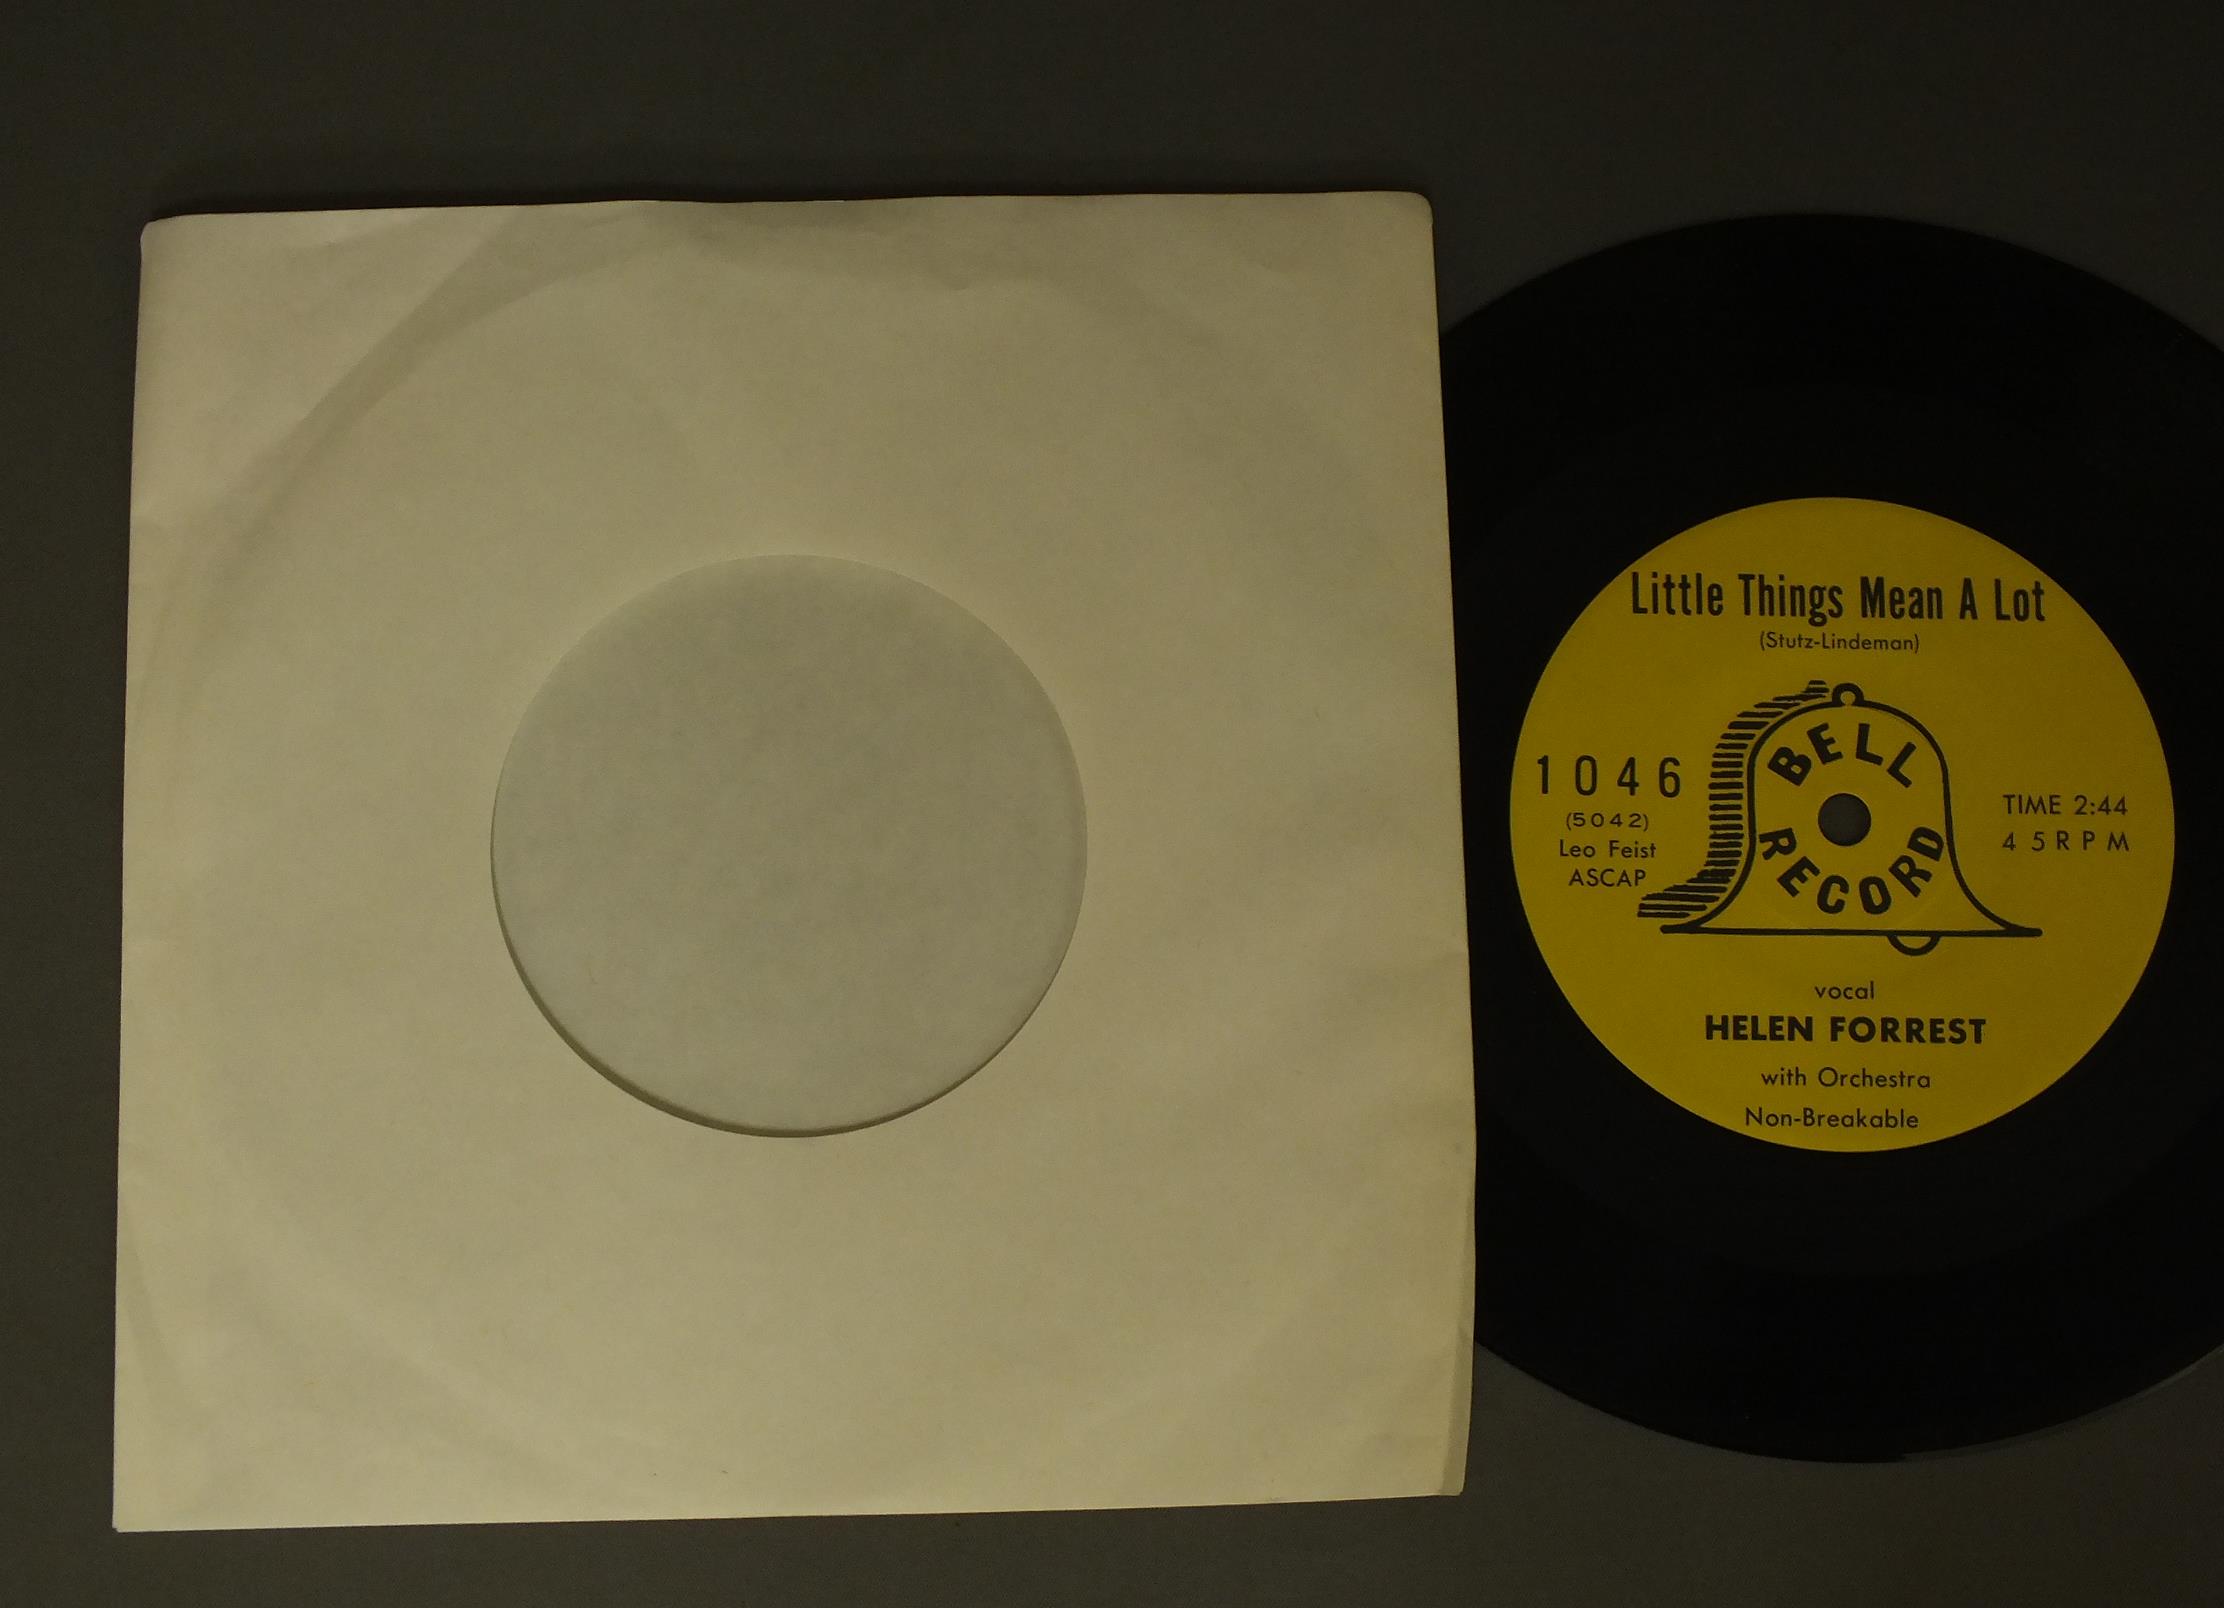 Little Things Mean A Lot
(Stutz-Lindeman)
BELL
RECORD
1046
(5042)
Leo Feist
ASCAP
TIME 2:44
45RPM
vocal
HELEN FORREST
with Orchestra
Non-Breakable